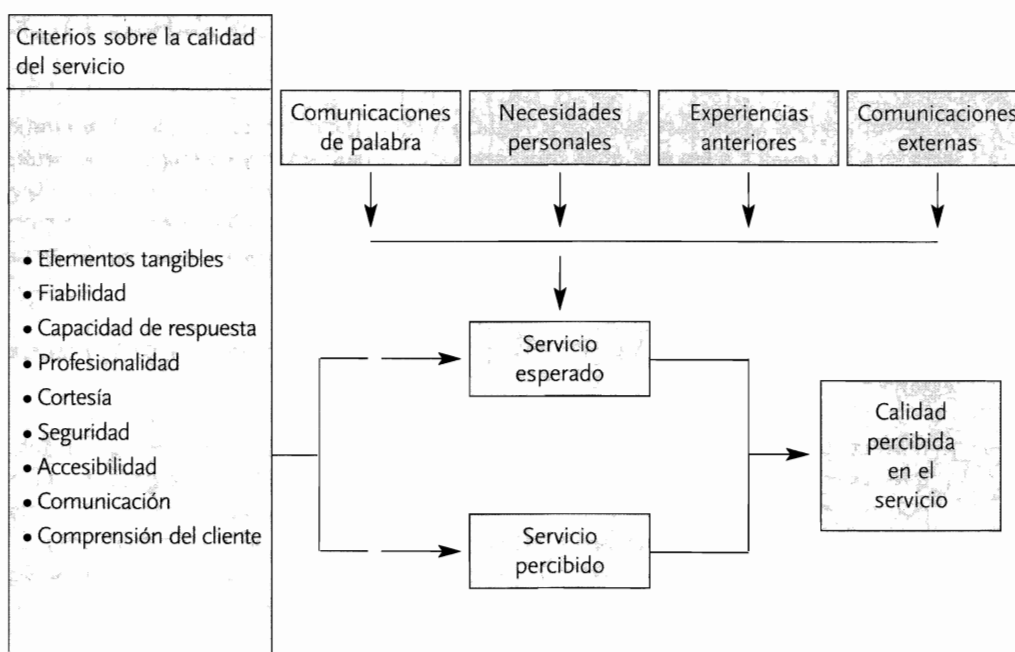 Criterios sobre la calidad
del servicio
• Elementos tangibles
• Fiabilidad
• Capacidad de respuesta
• Profesionalidad
• Cortesía
• Seguridad
• Accesibilidad
• Comunicación
• Comprensión del cliente
Comunicaciones
de palabra
Necesidades
personales
Experiencias
anteriores
Comunicaciones
externas
Servicio
esperado
Servicio
percibido
Calidad
percibida
en el
servicio